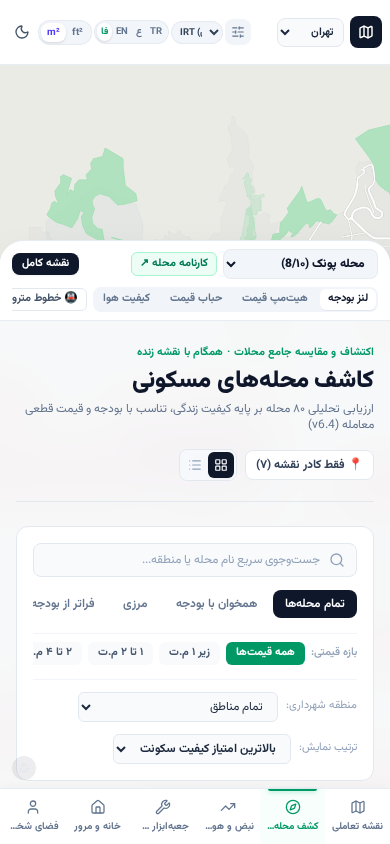 تهران
IRT (
فا EN ع TR
m² ft²
محله پونک (8/۱۰)
کارنامه محله ↗
نقشه کامل
لنز بودجه هیت‌مپ قیمت حباب قیمت کیفیت هوا
🚇 خطوط مترو
اکتشاف و مقایسه جامع محلات · همگام با نقشه زنده
کاشف محله‌های مسکونی
ارزیابی تحلیلی ۸۰ محله بر پایه کیفیت زندگی، تناسب با بودجه و قیمت قطعی
معامله (v6.4)
📍 فقط کادر نقشه (۷)
جست‌وجوی سریع نام محله یا منطقه...
تمام محله‌ها همخوان با بودجه مرزی فراتر از بودجه
بازه قیمتی: همه قیمت‌ها زیر ۱ م.ت ۱ تا ۲ م.ت ۲ تا ۴ م.
منطقه شهرداری: تمام مناطق
ترتیب نمایش: بالاترین امتیاز کیفیت سکونت
نقشه تعاملی کشف محله... نبض و هو... جعبه‌ابزار ... خانه و مرور فضای شخ...